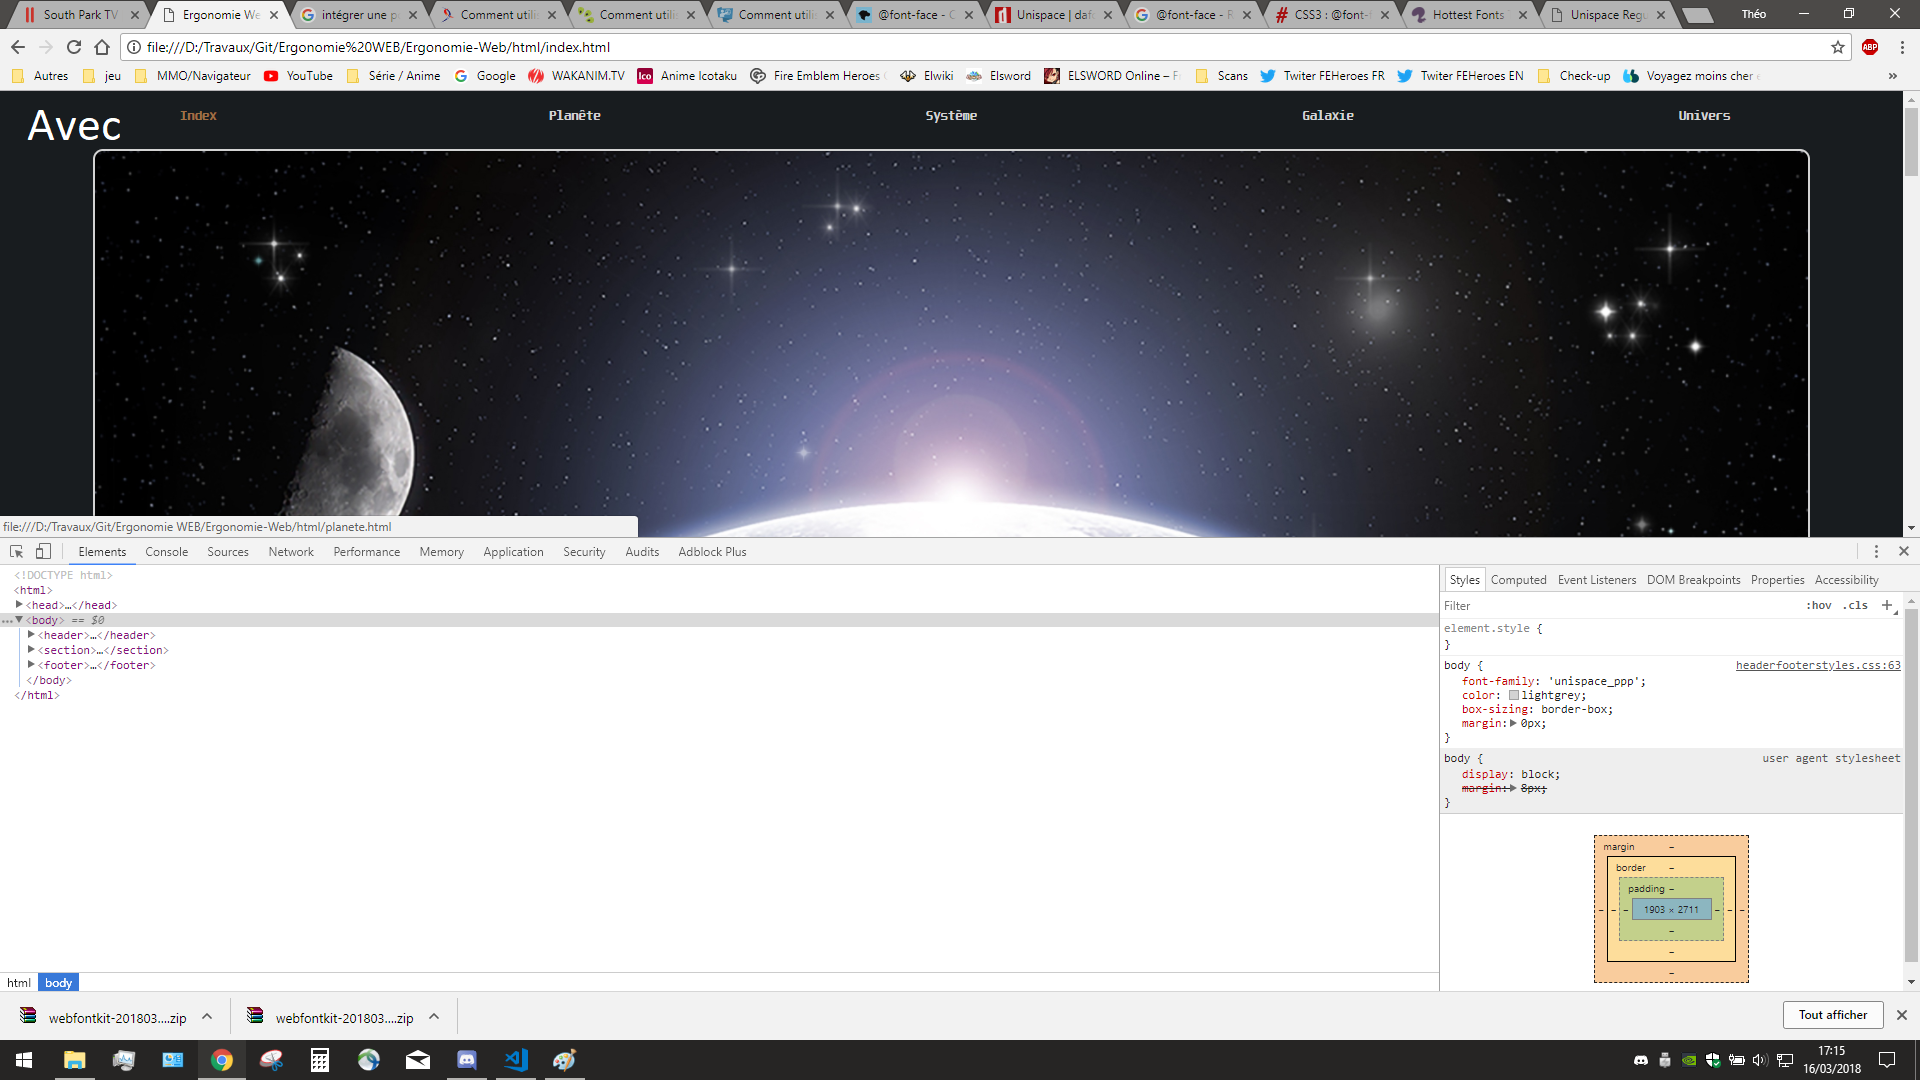 South Park TV
Ergonomie We
intégrer une p
Comment utili
Comment utili
Comment utili
@font-face - C
Unispace | dafo
@font-face - R
CSS3 : @font-f
Hottest Fonts
Unispace Regu
Théo
file:///D:/Travaux/Git/Ergonomie%20WEB/Ergonomie-Web/html/index.html
ABP
Autres
jeu
MMO/Navigateur
YouTube
Série / Anime
Google
WAKANIM.TV
Ico
Anime Icotaku
Fire Emblem Heroes
Elwiki
Elsword
ELSWORD Online – F
Scans
Twiter FEHeroes FR
Twiter FEHeroes EN
Check-up
Voyagez moins cher
»
Avec
Index
Planête
Système
Galaxie
Univers
file:///D:/Travaux/Git/Ergonomie WEB/Ergonomie-Web/html/planete.html
Elements
Console
Sources
Network
Performance
Memory
Application
Security
Audits
Adblock Plus
<!DOCTYPE html>
<html>
<head>…</head>
<body> == $0
<header>…</header>
<section>…</section>
<footer>…</footer>
</body>
</html>
html
body
Styles
Computed
Event Listeners
DOM Breakpoints
Properties
Accessibility
Filter
:hov
.cls
+
element.style {
}
body {
headerfooterstyles.css:63
font-family: 'unispace_ppp';
color: lightgrey;
box-sizing: border-box;
margin: 0px;
}
body {
user agent stylesheet
display: block;
margin: 8px;
}
margin –
border –
padding –
– – – 1903 × 2711 – – –
–
–
–
webfontkit-201803....zip
webfontkit-201803....zip
Tout afficher
17:15
16/03/2018